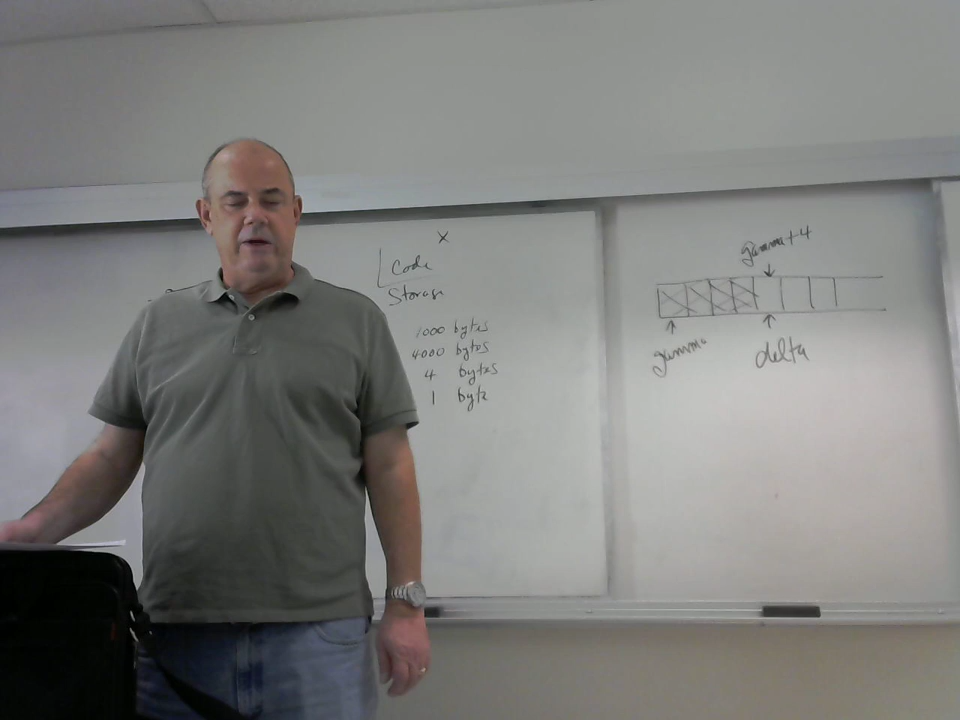 X
Code
Storage
1000 bytes
4000 bytes
4 bytes
1 byte
gamma+4
gamma
delta